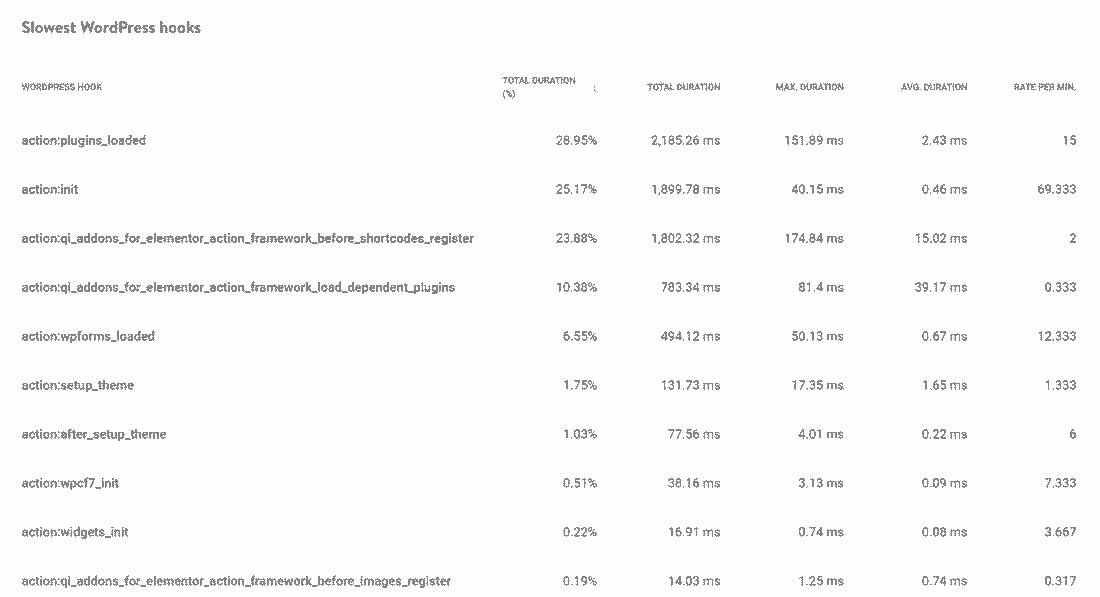 Slowest WordPress hooks
WORDPRESS HOOK TOTAL DURATION (%) ↓ TOTAL DURATION MAX. DURATION AVG. DURATION RATE PER MIN.
action:plugins_loaded 28.95% 2,185.26 ms 151.89 ms 2.43 ms 15
action:init 25.17% 1,899.78 ms 40.15 ms 0.46 ms 69.333
action:qi_addons_for_elementor_action_framework_before_shortcodes_register 23.88% 1,802.32 ms 174.84 ms 15.02 ms 2
action:qi_addons_for_elementor_action_framework_load_dependent_plugins 10.38% 783.34 ms 81.4 ms 39.17 ms 0.333
action:wpforms_loaded 6.55% 494.12 ms 50.13 ms 0.67 ms 12.333
action:setup_theme 1.75% 131.73 ms 17.35 ms 1.65 ms 1.333
action:after_setup_theme 1.03% 77.56 ms 4.01 ms 0.22 ms 6
action:wpcf7_init 0.51% 38.16 ms 3.13 ms 0.09 ms 7.333
action:widgets_init 0.22% 16.91 ms 0.74 ms 0.08 ms 3.667
action:qi_addons_for_elementor_action_framework_before_images_register 0.19% 14.03 ms 1.25 ms 0.74 ms 0.317